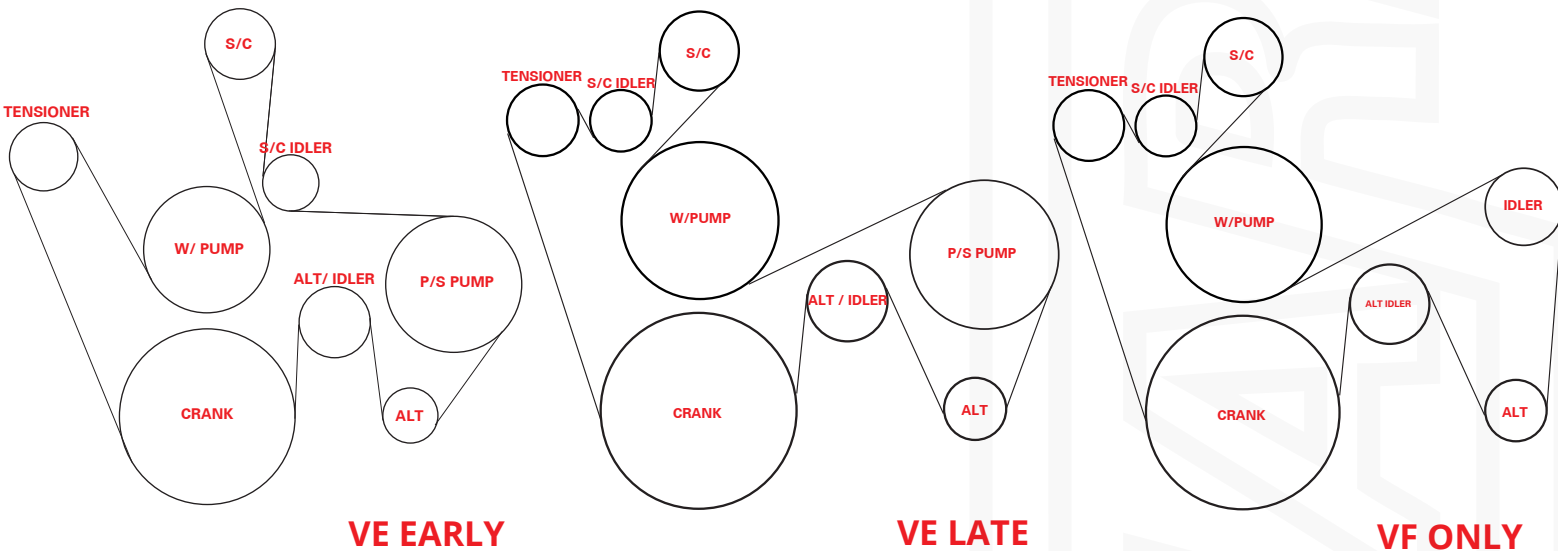 S/C
TENSIONER
S/C IDLER
W/ PUMP
ALT/ IDLER
P/S PUMP
CRANK
ALT
VE EARLY
S/C
TENSIONER
S/C IDLER
W/PUMP
P/S PUMP
ALT / IDLER
CRANK
ALT
VE LATE
S/C
TENSIONER
S/C IDLER
IDLER
W/PUMP
ALT IDLER
CRANK
ALT
VF ONLY